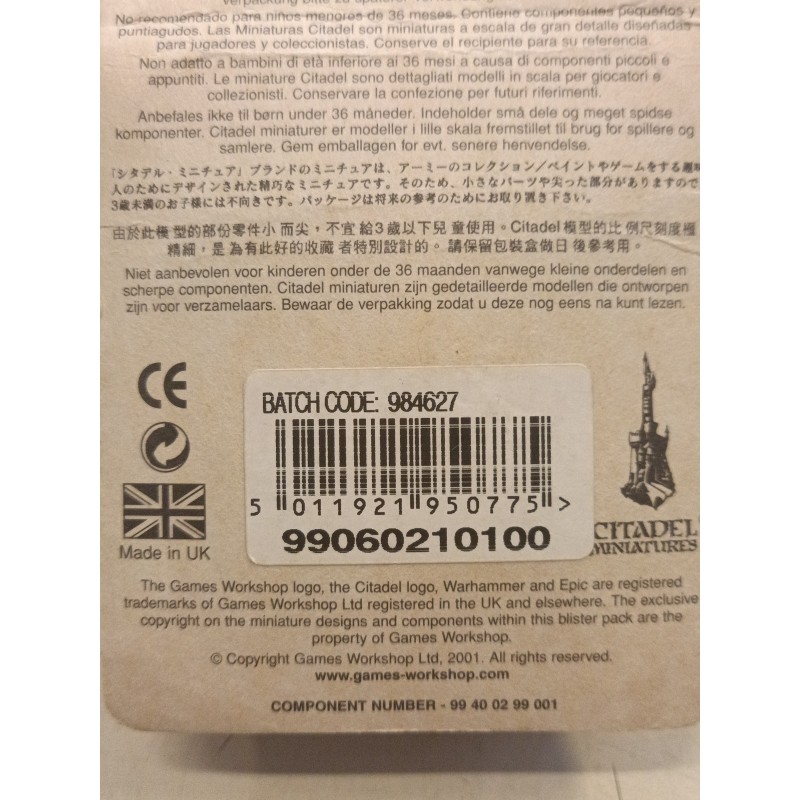 No recomendado para niños menores de 36 meses. Contiene componentes pequeños y
puntiagudos. Las Miniaturas Citadel son miniaturas a escala de gran detalle diseñadas
para jugadores y coleccionistas. Conserve el recipiente para su referencia.
Non adatto a bambini di età inferiore ai 36 mesi a causa di componenti piccoli e
appuntiti. Le miniature Citadel sono dettagliati modelli in scala per giocatori e
collezionisti. Conservare la confezione per futuri riferimenti.
Anbefales ikke til børn under 36 måneder. Indeholder små dele og meget spidse
komponenter. Citadel miniaturer er modeller i lille skala fremstillet til brug for spillere og
samlere. Gem emballagen for evt. senere henvendelse.
「シタデル・ミニチュア」ブランドのミニチュアは、アーミーのコレクション/ペイントやゲームをする趣味
人のためにデザインされた精巧なミニチュアです。そのため、小さなパーツや尖った部分がありますので
3歳未満のお子様には不向きです。パッケージは将来の参考のためにお取り置き下さい。
由於此模型的部份零件小而尖，不宜給3歲以下兒童使用。Citadel模型的比例尺刻度極
精細，是為有此好的收藏者特別設計的。請保留包裝盒做日後參考用。
Niet aanbevolen voor kinderen onder de 36 maanden vanwege kleine onderdelen en
scherpe componenten. Citadel miniaturen zijn gedetailleerde modellen die ontworpen
zijn voor verzamelaars. Bewaar de verpakking zodat u deze nog eens na kunt lezen.
CE
BATCH CODE: 984627
5 011921 950775 >
99060210100
Made in UK
CITADEL
MINIATURES
The Games Workshop logo, the Citadel logo, Warhammer and Epic are registered
trademarks of Games Workshop Ltd registered in the UK and elsewhere. The exclusive
copyright on the miniature designs and components within this blister pack are the
property of Games Workshop.
© Copyright Games Workshop Ltd, 2001. All rights reserved.
www.games-workshop.com
COMPONENT NUMBER - 99 40 02 99 001